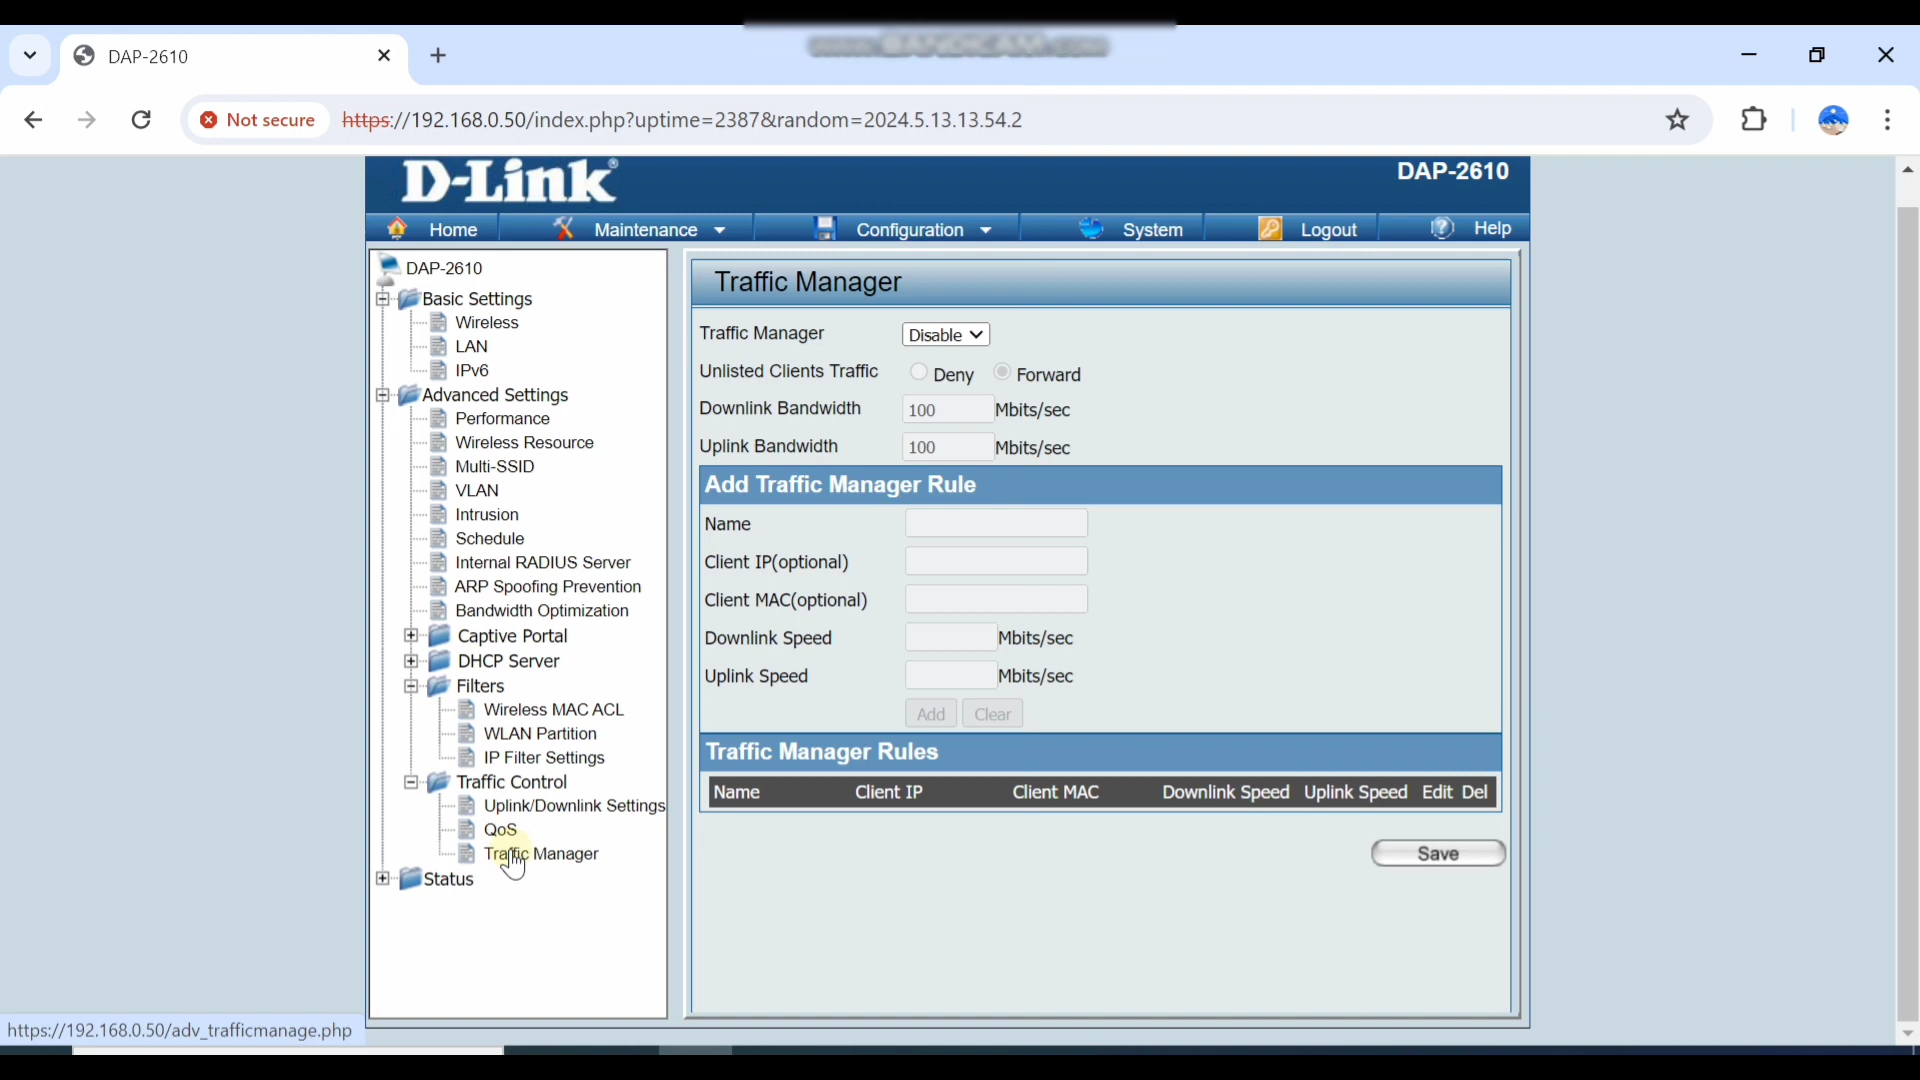 DAP-2610
Not secure
https://192.168.0.50/index.php?uptime=2387&random=2024.5.13.13.54.2
D-Link®
DAP-2610
Home
Maintenance
Configuration
System
Logout
Help
DAP-2610
Basic Settings
Wireless
LAN
IPv6
Advanced Settings
Performance
Wireless Resource
Multi-SSID
VLAN
Intrusion
Schedule
Internal RADIUS Server
ARP Spoofing Prevention
Bandwidth Optimization
Captive Portal
DHCP Server
Filters
Wireless MAC ACL
WLAN Partition
IP Filter Settings
Traffic Control
Uplink/Downlink Settings
QoS
Traffic Manager
Status
Traffic Manager
Traffic Manager Disable
Unlisted Clients Traffic Deny Forward
Downlink Bandwidth 100 Mbits/sec
Uplink Bandwidth 100 Mbits/sec
Add Traffic Manager Rule
Name
Client IP(optional)
Client MAC(optional)
Downlink Speed Mbits/sec
Uplink Speed Mbits/sec
Add Clear
Traffic Manager Rules
Name Client IP Client MAC Downlink Speed Uplink Speed Edit Del
Save
https://192.168.0.50/adv_trafficmanage.php